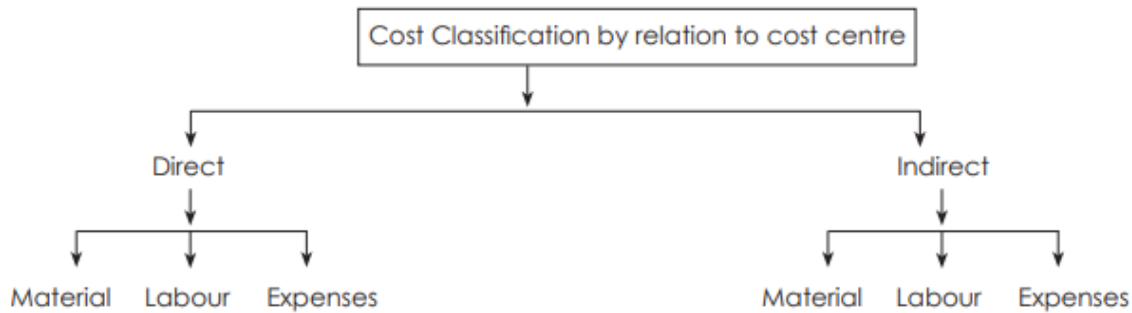 Cost Classification by relation to cost centre
Direct Indirect
Material Labour Expenses Material Labour Expenses